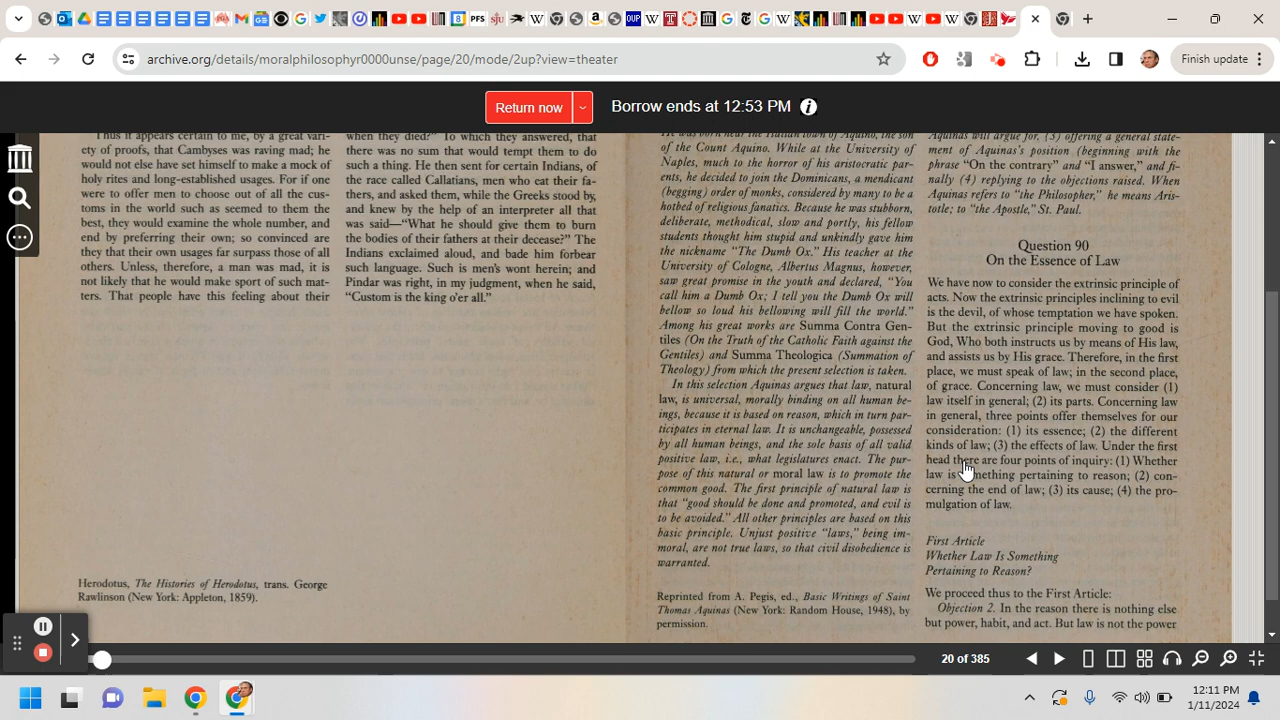 archive.org/details/miralphilosophyr0000unse/page/20/mode/2up?view=theater
Finish update
Return now
Borrow ends at 12:53 PM
Thus it appears certain to me, by a great vari-
ety of proofs, that Cambyses was raving mad; he
would not else have set himself to make a mock of
holy rites and long-established usages. For if one
were to offer men to choose out of all the cus-
toms in the world such as seemed to them the
best, they would examine the whole number, and
end by preferring their own; so convinced are
they that their own usages far surpass those of all
others. Unless, therefore, a man was mad, it is
not likely that he would make sport of such mat-
ters. That people have this feeling about their
when they died?" To which they answered, that
there was no sum that would tempt them to do
such a thing. He then sent for certain Indians, of
the race called Callatians, men who eat their fa-
thers, and asked them, while the Greeks stood by,
and knew by the help of an interpreter all that
was said—"What he should give them to burn
the bodies of their fathers at their decease?" The
Indians exclaimed aloud, and bade him forbear
such language. Such is men's wont herein; and
Pindar was right, in my judgment, when he said,
"Custom is the king o'er all."
Herodotus, The Histories of Herodotus, trans. George
Rawlinson (New York: Appleton, 1859).
He was born near the Italian town of Aquino, the son
of the Count Aquino. While at the University of
Naples, much to the horror of his aristocratic par-
ents, he decided to join the Dominicans, a mendicant
(begging) order of monks, considered by many to be a
hotbed of religious fanatics. Because he was stubborn,
deliberate, methodical, slow and portly, his fellow
students thought him stupid and unkindly gave him
the nickname "The Dumb Ox." His teacher at the
University of Cologne, Albertus Magnus, however,
saw great promise in the youth and declared, "You
call him a Dumb Ox; I tell you the Dumb Ox will
bellow so loud his bellowing will fill the world."
Among his great works are Summa Contra Gen-
tiles (On the Truth of the Catholic Faith against the
Gentiles) and Summa Theologica (Summation of
Theology) from which the present selection is taken.
In this selection Aquinas argues that law, natural
law, is universal, morally binding on all human be-
ings, because it is based on reason, which in turn par-
ticipates in eternal law. It is unchangeable, possessed
by all human beings, and the sole basis of all valid
positive law, i.e., what legislatures enact. The pur-
pose of this natural or moral law is to promote the
common good. The first principle of natural law is
that "good should be done and promoted, and evil is
to be avoided." All other principles are based on this
basic principle. Unjust positive "laws," being im-
moral, are not true laws, so that civil disobedience is
warranted.
Reprinted from A. Pegis, ed., Basic Writings of Saint
Thomas Aquinas (New York: Random House, 1948), by
permission.
Aquinas will argue for, (3) offering a general state-
ment of Aquinas's position (beginning with the
phrase "On the contrary" and "I answer," and fi-
nally (4) replying to the objections raised. When
Aquinas refers to "the Philosopher," he means Aris-
totle; to "the Apostle," St. Paul.
Question 90
On the Essence of Law
We have now to consider the extrinsic principle of
acts. Now the extrinsic principles inclining to evil
is the devil, of whose temptation we have spoken.
But the extrinsic principle moving to good is
God, Who both instructs us by means of His law,
and assists us by His grace. Therefore, in the first
place, we must speak of law; in the second place,
of grace. Concerning law, we must consider (1)
law itself in general; (2) its parts. Concerning law
in general, three points offer themselves for our
consideration: (1) its essence; (2) the different
kinds of law; (3) the effects of law. Under the first
head there are four points of inquiry: (1) Whether
law is something pertaining to reason; (2) con-
cerning the end of law; (3) its cause; (4) the pro-
mulgation of law.
First Article
Whether Law Is Something
Pertaining to Reason?
We proceed thus to the First Article:
Objection 2. In the reason there is nothing else
but power, habit, and act. But law is not the power
20 of 385
12:11 PM
1/11/2024